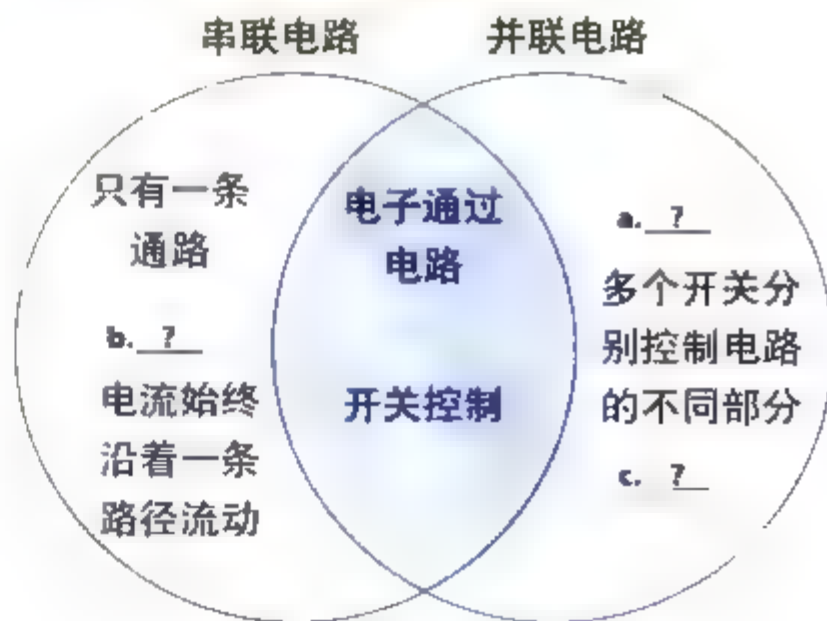 串联电路
并联电路
只有一条
通路
b. ?
电流始终
沿着一条
路径流动
电子通过
电路
开关控制
a. ?
多个开关分
别控制电路
的不同部分
c. ?